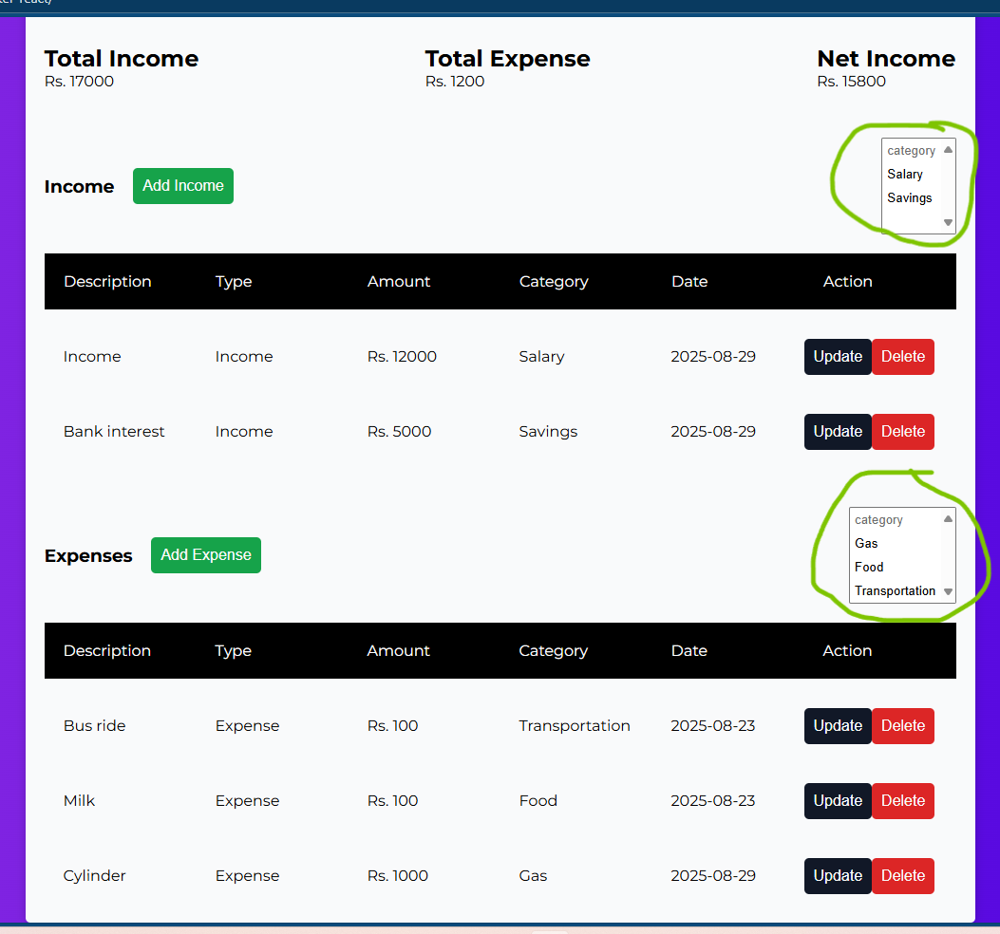 Total Income Total Expense Net Income
Rs. 17000 Rs. 1200 Rs. 15800
category
Salary
Savings
Income Add Income
Description Type Amount Category Date Action
Income Income Rs. 12000 Salary 2025-08-29 Update Delete
Bank interest Income Rs. 5000 Savings 2025-08-29 Update Delete
category
Gas
Food
Transportation
Expenses Add Expense
Description Type Amount Category Date Action
Bus ride Expense Rs. 100 Transportation 2025-08-23 Update Delete
Milk Expense Rs. 100 Food 2025-08-23 Update Delete
Cylinder Expense Rs. 1000 Gas 2025-08-29 Update Delete